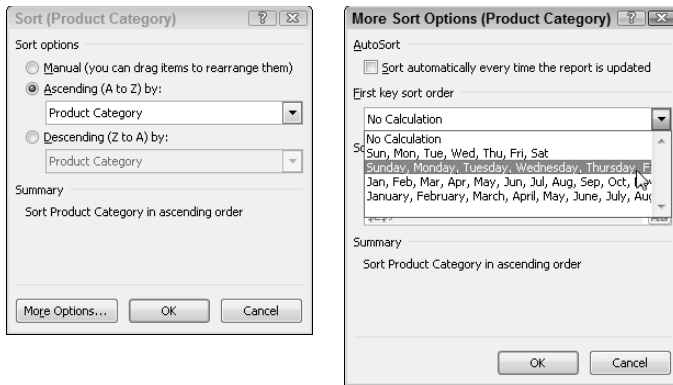 Sort (Product Category)
Sort options
Manual (you can drag items to rearrange them)
Ascending (A to Z) by:
Product Category
Descending (Z to A) by:
Product Category
Summary
Sort Product Category in ascending order
More Options...
OK
Cancel
More Sort Options (Product Category)
AutoSort
Sort automatically every time the report is updated
First key sort order
No Calculation
No Calculation
Sun, Mon, Tue, Wed, Thu, Fri, Sat
Sunday, Monday, Tuesday, Wednesday, Thursday, F
Jan, Feb, Mar, Apr, May, Jun, Jul, Aug, Sep, Oct,
January, February, March, April, May, June, July, Aug
Summary
Sort Product Category in ascending order
OK
Cancel